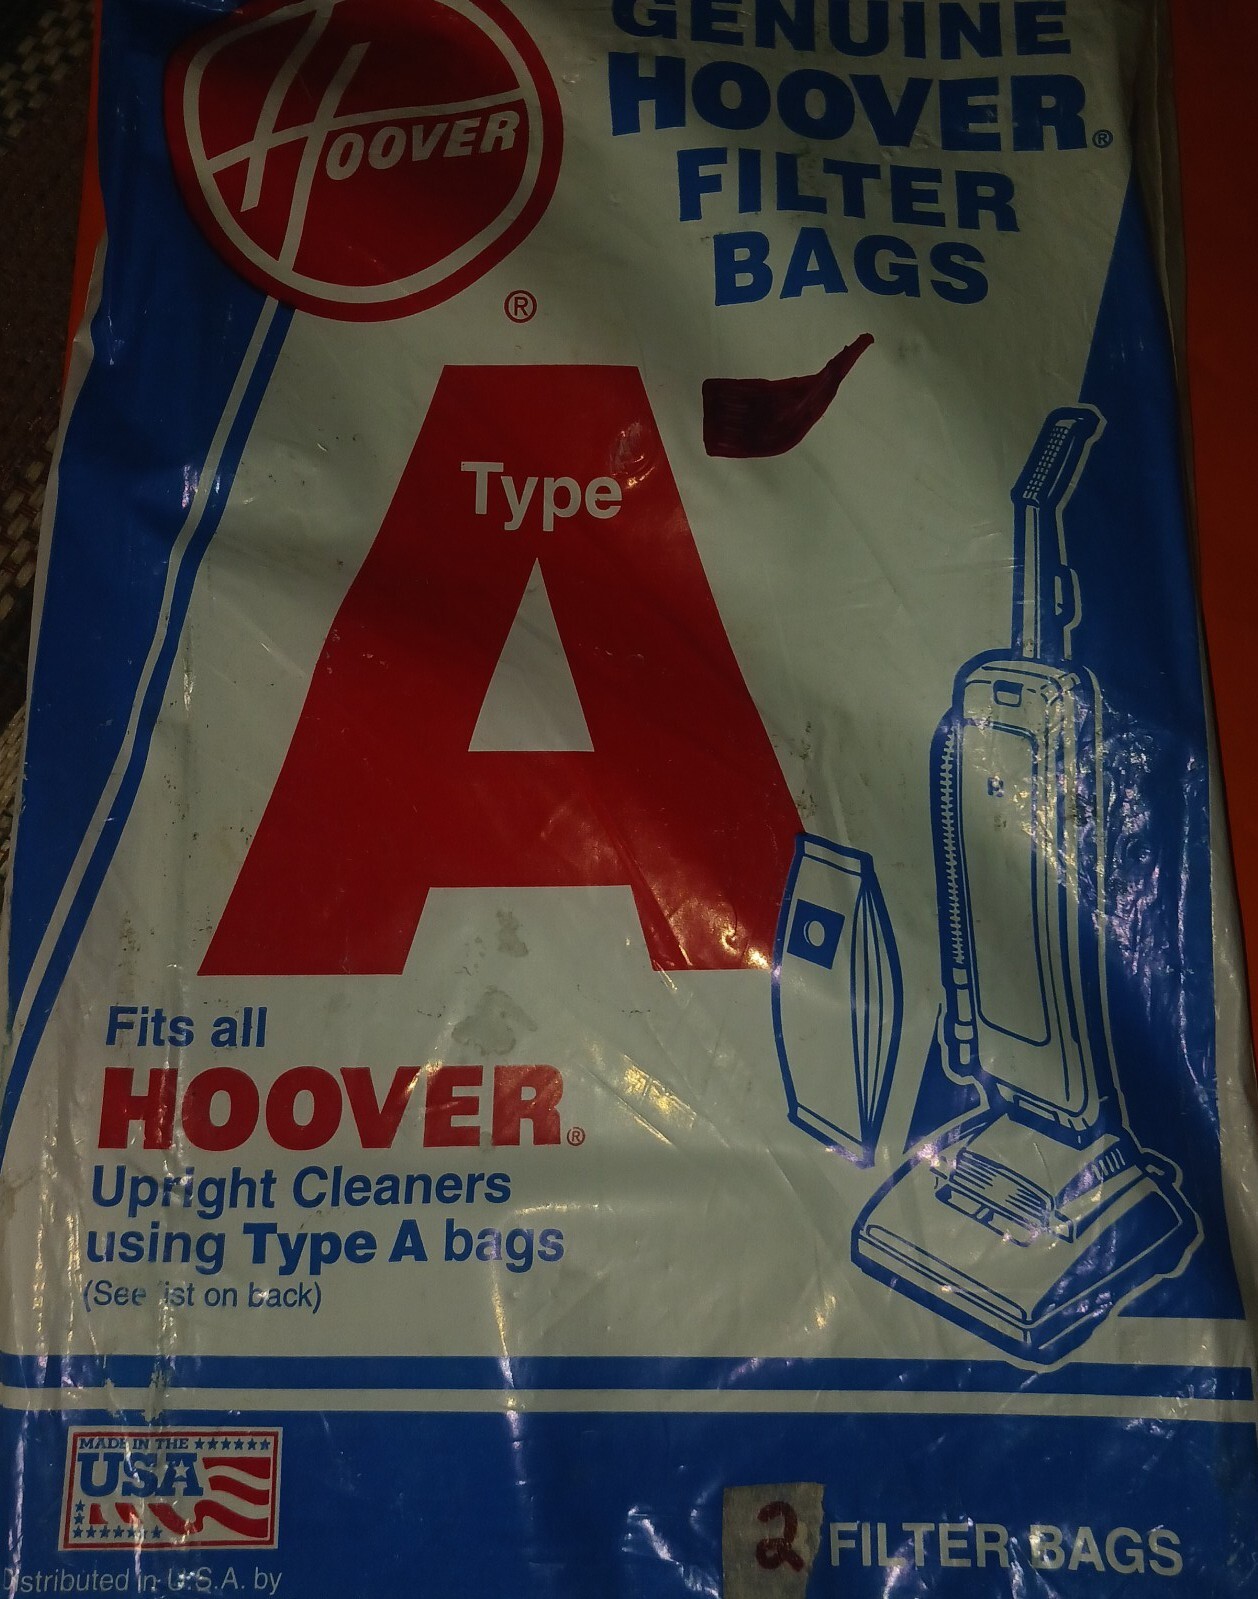 HOOVER
®
GENUINE
HOOVER®
FILTER
BAGS
Type
A
Fits all
HOOVER®
Upright Cleaners
using Type A bags
(See list on back)
MADE IN THE
USA
Distributed in U.S.A. by
2 FILTER BAGS